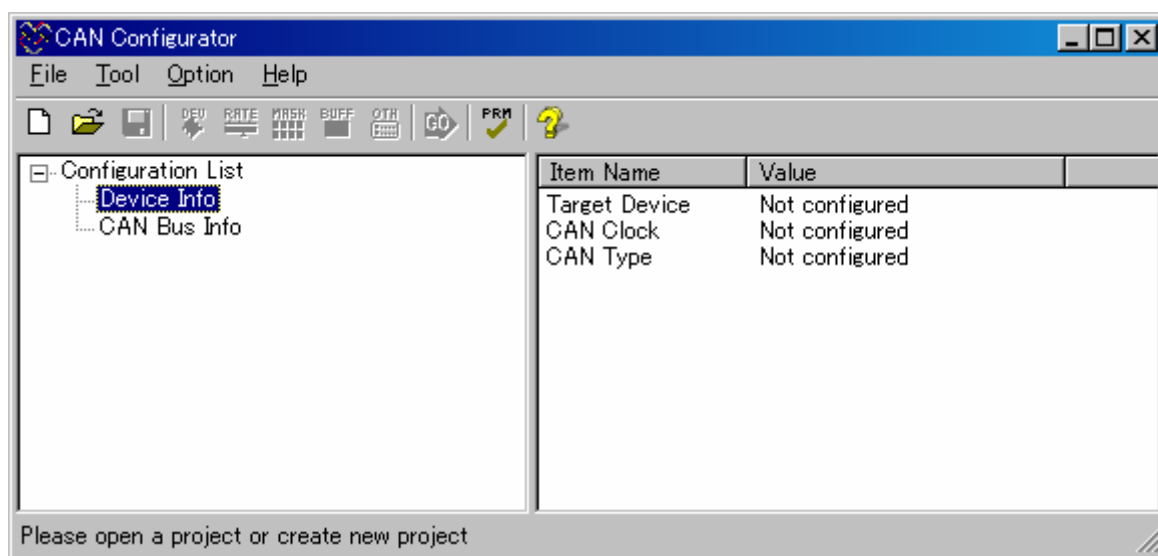 CAN Configurator
File Tool Option Help
DEV RATE MASK BUFF OTH GO PRM
Configuration List
Device Info
CAN Bus Info
Item Name Value
Target Device Not configured
CAN Clock Not configured
CAN Type Not configured
Please open a project or create new project